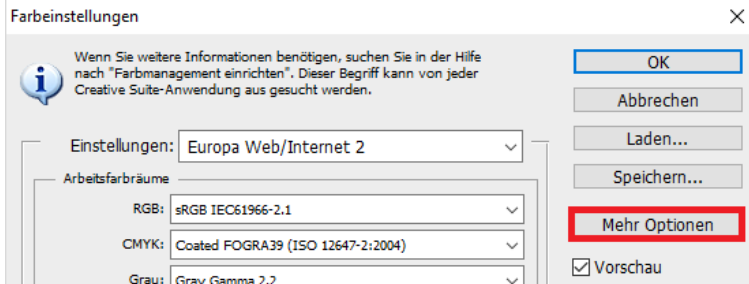 Farbeinstellungen
Wenn Sie weitere Informationen benötigen, suchen Sie in der Hilfe
nach "Farbmanagement einrichten". Dieser Begriff kann von jeder
Creative Suite-Anwendung aus gesucht werden.
OK
Abbrechen
Laden...
Speichern...
Mehr Optionen
Vorschau
Einstellungen: Europa Web/Internet 2
Arbeitsfarbräume
RGB: sRGB IEC61966-2.1
CMYK: Coated FOGRA39 (ISO 12647-2:2004)
Grau: Gray Gamma 2.2